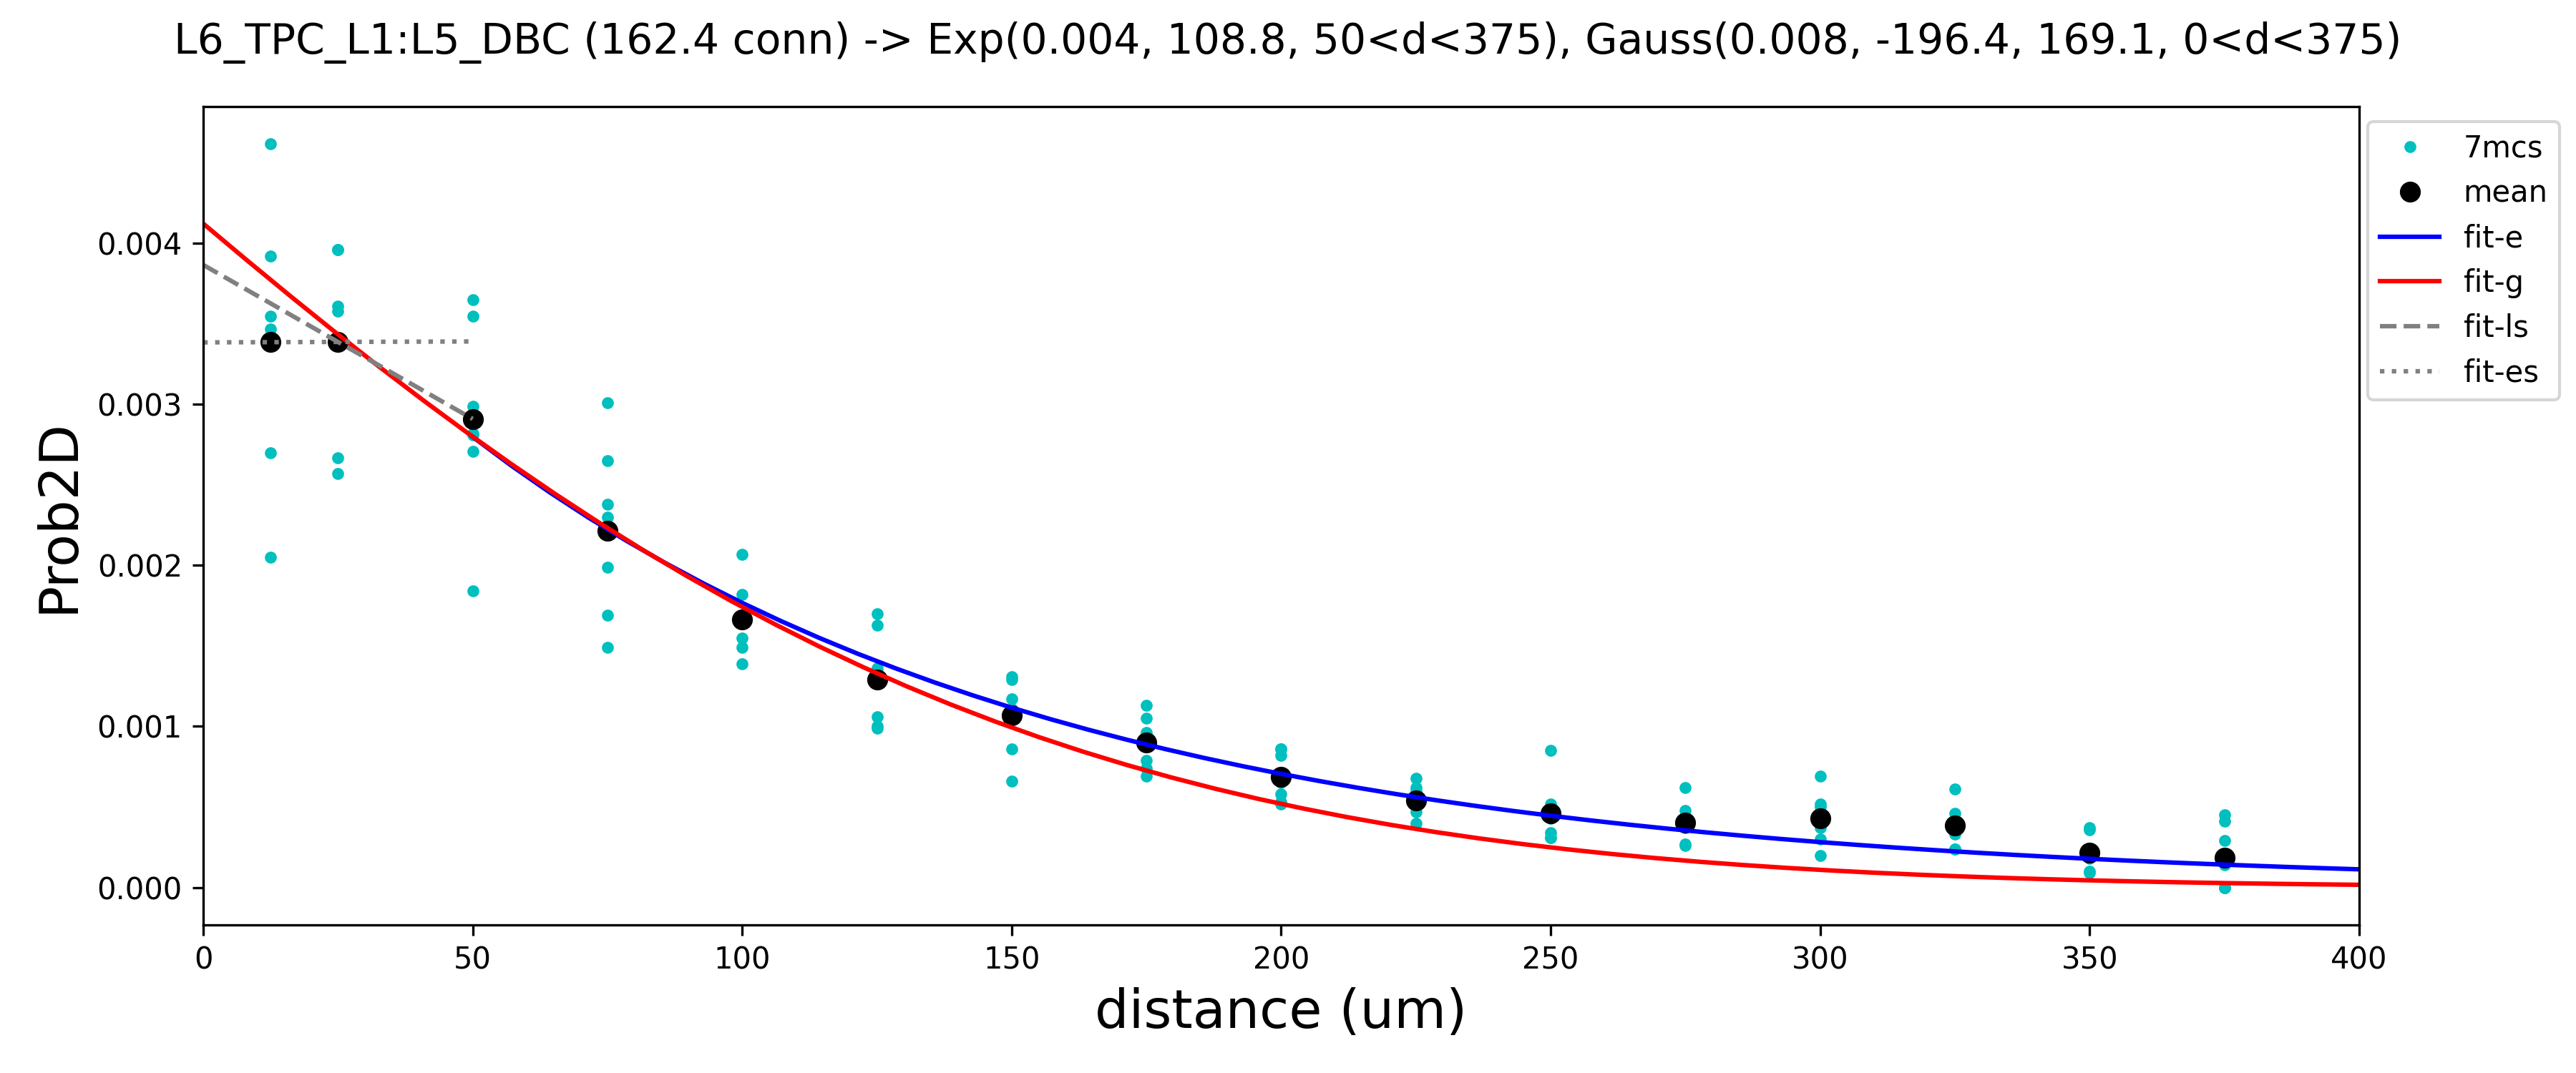 L6_TPC_L1:L5_DBC (162.4 conn) -> Exp(0.004, 108.8, 50<d<375), Gauss(0.008, -196.4, 169.1, 0<d<375)
7mcs
mean
fit-e
fit-g
fit-ls
fit-es
Prob2D
0.004
0.003
0.002
0.001
0.000
0 50 100 150 200 250 300 350 400
distance (um)